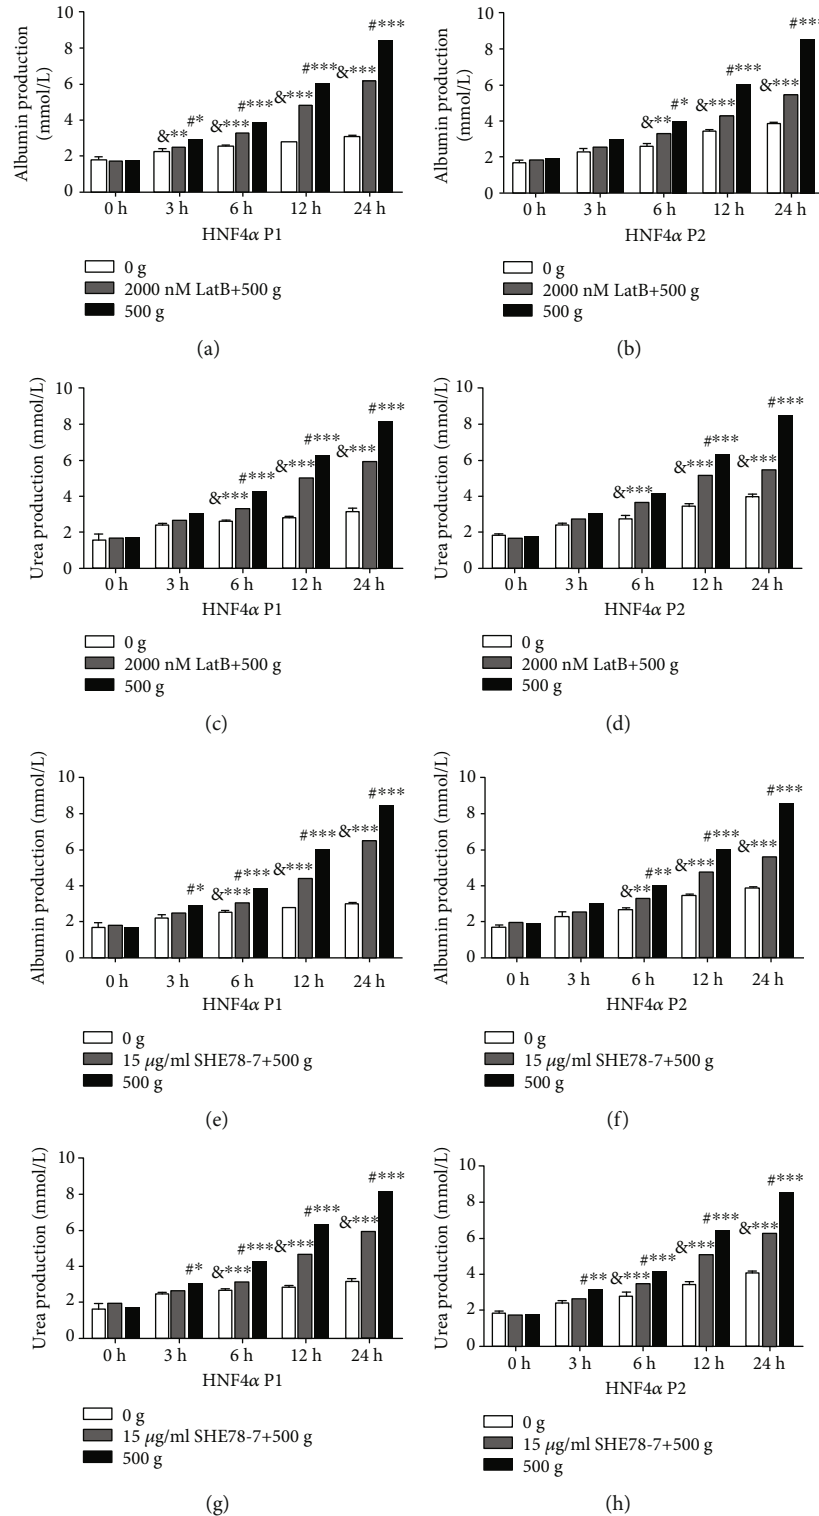 Albumin production
(mmol/L)
10
8
6
4
2
0
&**
#*
&***
#***
&***
#***
&***
#***
0 h 3 h 6 h 12 h 24 h
HNF4α P1
0 g
2000 nM LatB+500 g
500 g
(a)
Albumin production
(mmol/L)
10
8
6
4
2
0
&**
#*
&***
#***
&***
#***
0 h 3 h 6 h 12 h 24 h
HNF4α P2
0 g
2000 nM LatB+500 g
500 g
(b)
Urea production (mmol/L)
10
8
6
4
2
0
&***
#***
&***
#***
&***
#***
0 h 3 h 6 h 12 h 24 h
HNF4α P1
0 g
2000 nM LatB+500 g
500 g
(c)
Urea production (mmol/L)
10
8
6
4
2
0
&***
&***
#***
&***
#***
0 h 3 h 6 h 12 h 24 h
HNF4α P2
0 g
2000 nM LatB+500 g
500 g
(d)
Albumin production (mmol/L)
10
8
6
4
2
0
#*
&***
#***
&***
#***
&***
#***
0 h 3 h 6 h 12 h 24 h
HNF4α P1
0 g
15 μg/ml SHE78-7+500 g
500 g
(e)
Albumin production (mmol/L)
10
8
6
4
2
0
&**
#**
&***
#***
&***
#***
0 h 3 h 6 h 12 h 24 h
HNF4α P2
0 g
15 μg/ml SHE78-7+500 g
500 g
(f)
Urea production (mmol/L)
10
8
6
4
2
0
#*
&***
#***
&***
#***
&***
#***
0 h 3 h 6 h 12 h 24 h
HNF4α P1
0 g
15 μg/ml SHE78-7+500 g
500 g
(g)
Urea production (mmol/L)
10
8
6
4
2
0
#**
&***
#***
&***
#***
&***
#***
0 h 3 h 6 h 12 h 24 h
HNF4α P2
0 g
15 μg/ml SHE78-7+500 g
500 g
(h)